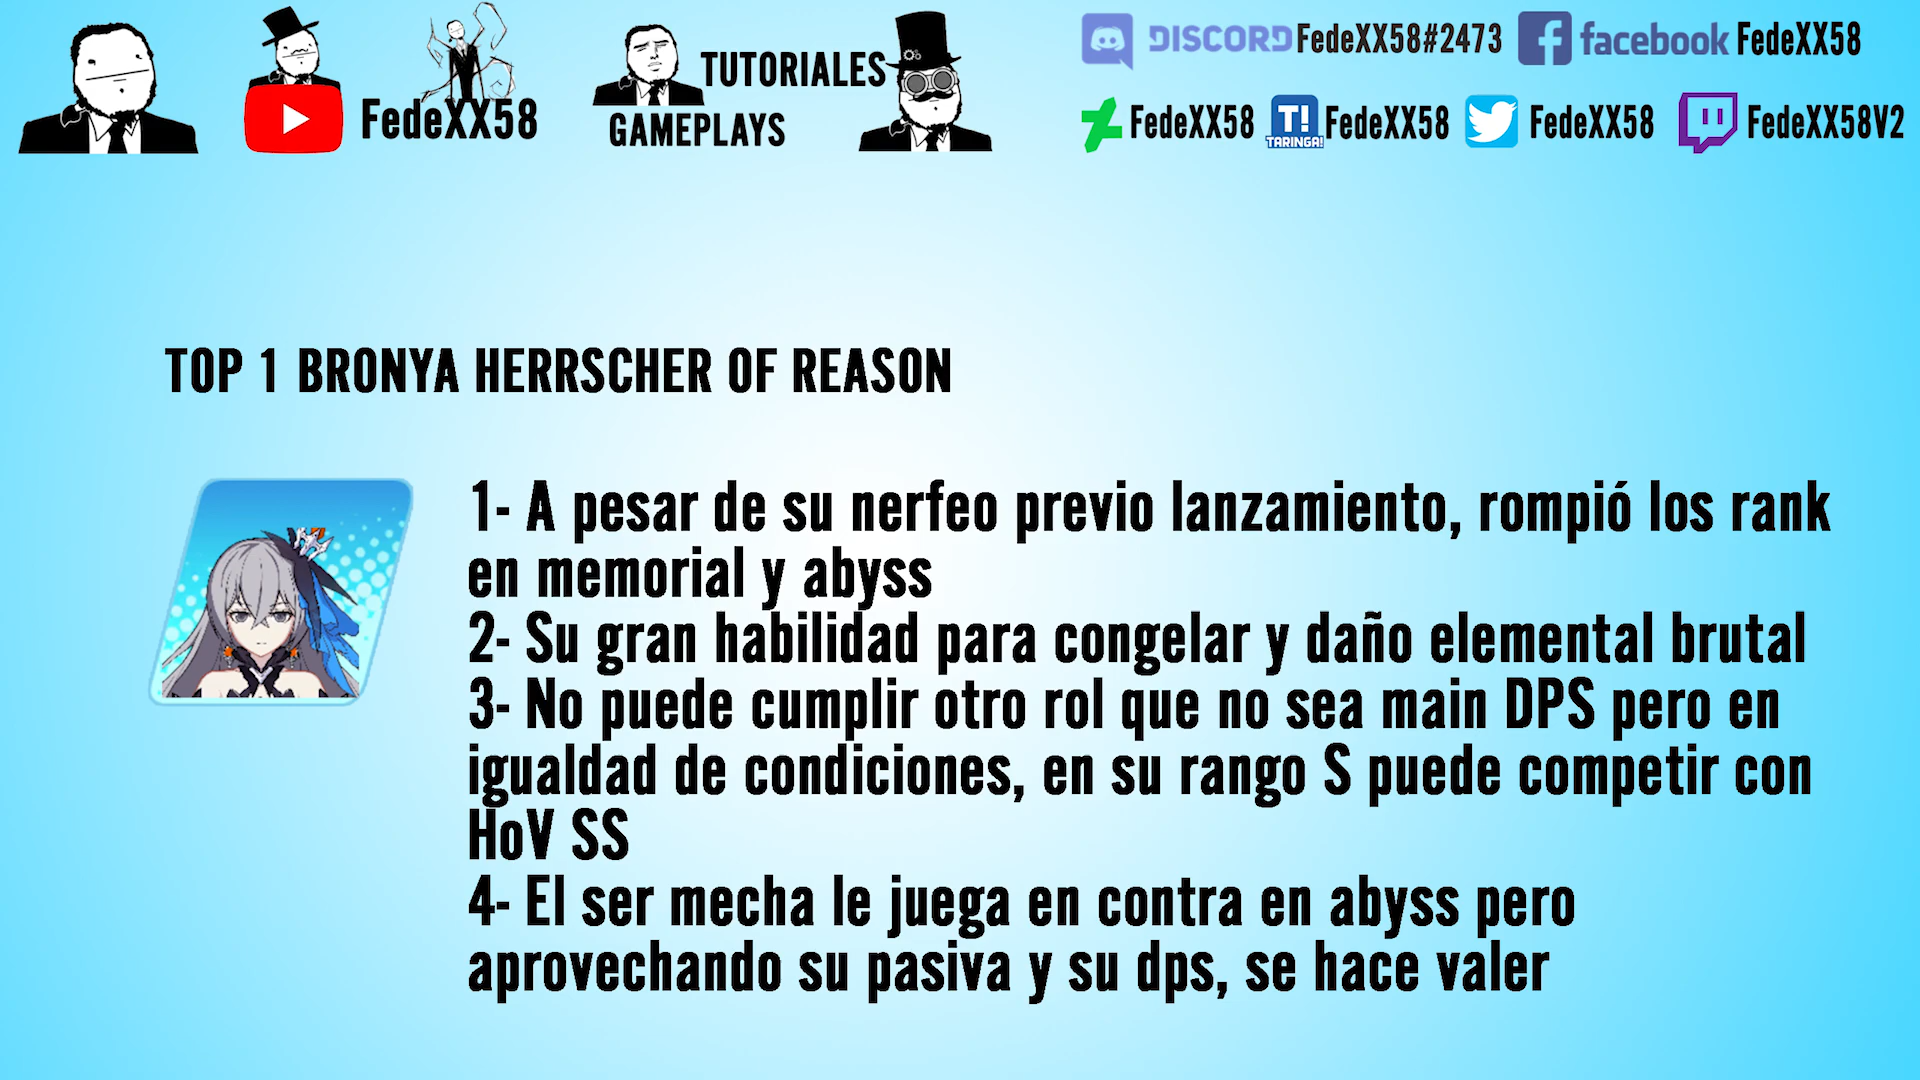 FedeXX58
TUTORIALES
GAMEPLAYS
DISCORD FedeXX58#2473
facebook FedeXX58
FedeXX58
T!
TARINGA!
FedeXX58
FedeXX58
FedeXX58V2
TOP 1 BRONYA HERRSCHER OF REASON
1- A pesar de su nerfeo previo lanzamiento, rompió los rank
en memorial y abyss
2- Su gran habilidad para congelar y daño elemental brutal
3- No puede cumplir otro rol que no sea main DPS pero en
igualdad de condiciones, en su rango S puede competir con
HoV SS
4- El ser mecha le juega en contra en abyss pero
aprovechando su pasiva y su dps, se hace valer